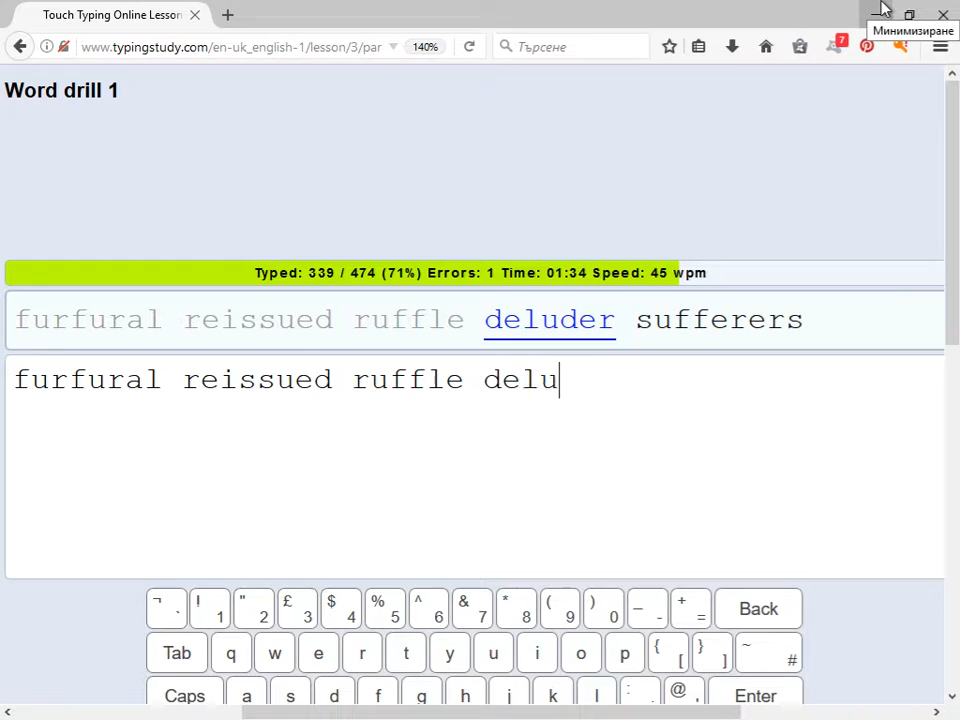 Touch Typing Online Lesson
Минимизиране
www.typingstudy.com/en-uk_english-1/lesson/3/par
140%
Търсене
7
Word drill 1
Typed: 339 / 474 (71%) Errors: 1 Time: 01:34 Speed: 45 wpm
furfural reissued ruffle deluder sufferers
furfural reissued ruffle delu
¬ ` ! 1 " 2 £ 3 $ 4 % 5 ^ 6 & 7 * 8 ( 9 ) 0 _ - + = Back
Tab q w e r t y u i o p { [ } ] ~ #
Caps a s d f g h j k l : ; @ , Enter